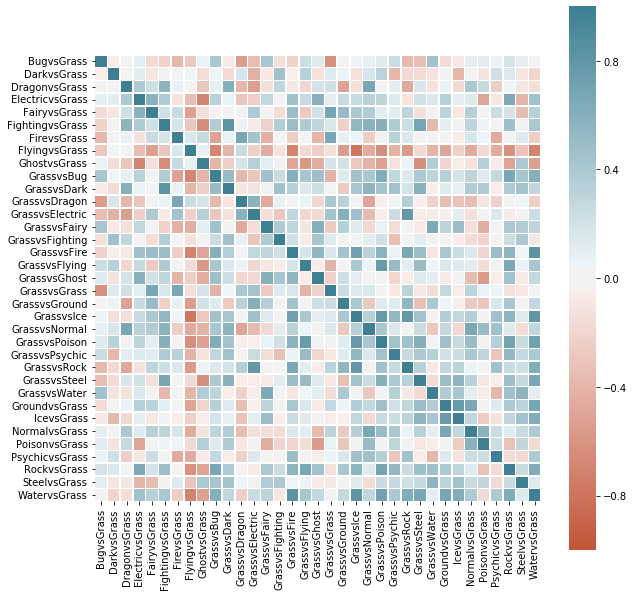 BugvsGrass
DarkvsGrass
DragonvsGrass
ElectricvsGrass
FairyvsGrass
FightingvsGrass
FirevsGrass
FlyingvsGrass
GhostvsGrass
GrassvsBug
GrassvsDark
GrassvsDragon
GrassvsElectric
GrassvsFairy
GrassvsFighting
GrassvsFire
GrassvsFlying
GrassvsGhost
GrassvsGrass
GrassvsGround
GrassvsIce
GrassvsNormal
GrassvsPoison
GrassvsPsychic
GrassvsRock
GrassvsSteel
GrassvsWater
GroundvsGrass
IcevsGrass
NormalvsGrass
PoisonvsGrass
PsychicvsGrass
RockvsGrass
SteelvsGrass
WatervsGrass
BugvsGrass
DarkvsGrass
DragonvsGrass
ElectricvsGrass
FairyvsGrass
FightingvsGrass
FirevsGrass
FlyingvsGrass
GhostvsGrass
GrassvsBug
GrassvsDark
GrassvsDragon
GrassvsElectric
GrassvsFairy
GrassvsFighting
GrassvsFire
GrassvsFlying
GrassvsGhost
GrassvsGrass
GrassvsGround
GrassvsIce
GrassvsNormal
GrassvsPoison
GrassvsPsychic
GrassvsRock
GrassvsSteel
GrassvsWater
GroundvsGrass
IcevsGrass
NormalvsGrass
PoisonvsGrass
PsychicvsGrass
RockvsGrass
SteelvsGrass
WatervsGrass
0.8
0.4
0.0
−0.4
−0.8